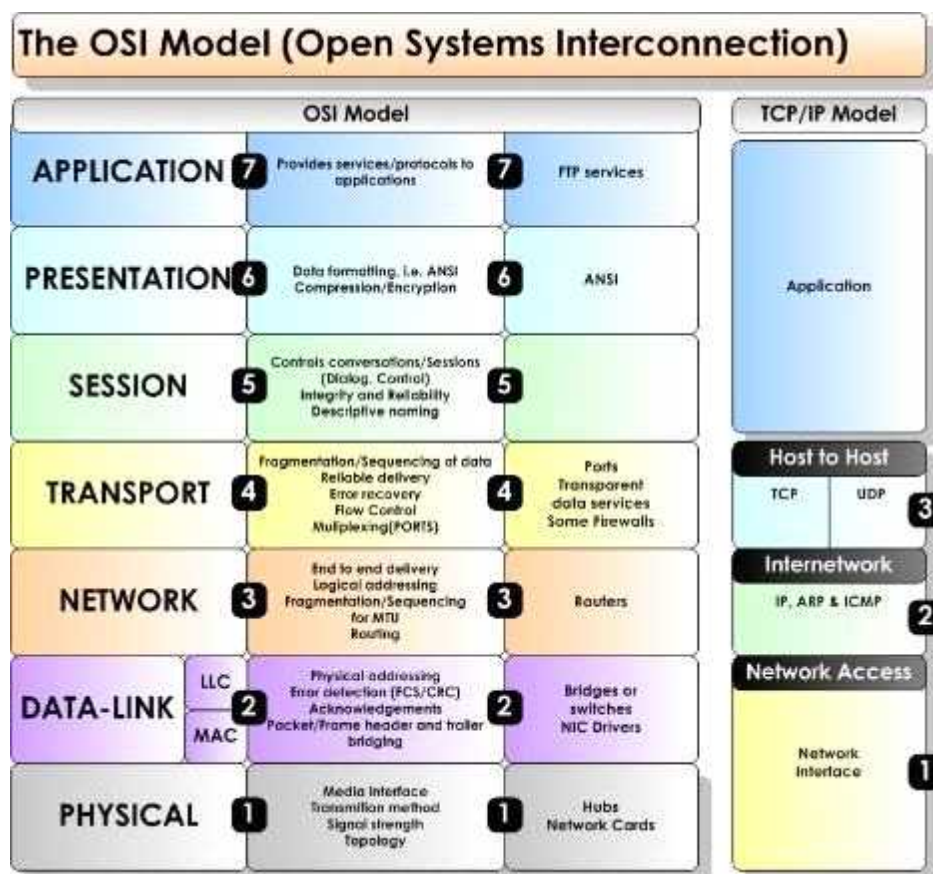 The OSI Model (Open Systems Interconnection)
OSI Model
APPLICATION
7
Provides services/protocols to
applications
7
FTP services
PRESENTATION
6
Data formatting, i.e. ANSI
Compression/Encryption
6
ANSI
SESSION
5
Controls conversations/Sessions
(Dialog, Control)
Integrity and Reliability
Descriptive naming
5
TRANSPORT
4
Fragmentation/Sequencing of data
Reliable delivery
Error recovery
Flow Control
Muliplexing(PORTS)
4
Ports
Transparent
data services
Some Firewalls
NETWORK
3
End to end delivery
Logical addressing
Fragmentation/Sequencing
for MTU
Routing
3
Routers
DATA-LINK
LLC
MAC
2
Physical addressing
Error detection (FCS/CRC)
Acknowledgements
Packet/Frame header and trailer
bridging
2
Bridges or
switches
NIC Drivers
PHYSICAL
1
Media interface
Transmition method
Signal strength
Topology
1
Hubs
Network Cards
TCP/IP Model
Application
Host to Host
TCP
UDP
3
Internetwork
IP, ARP & ICMP
2
Network Access
Network
Interface
1